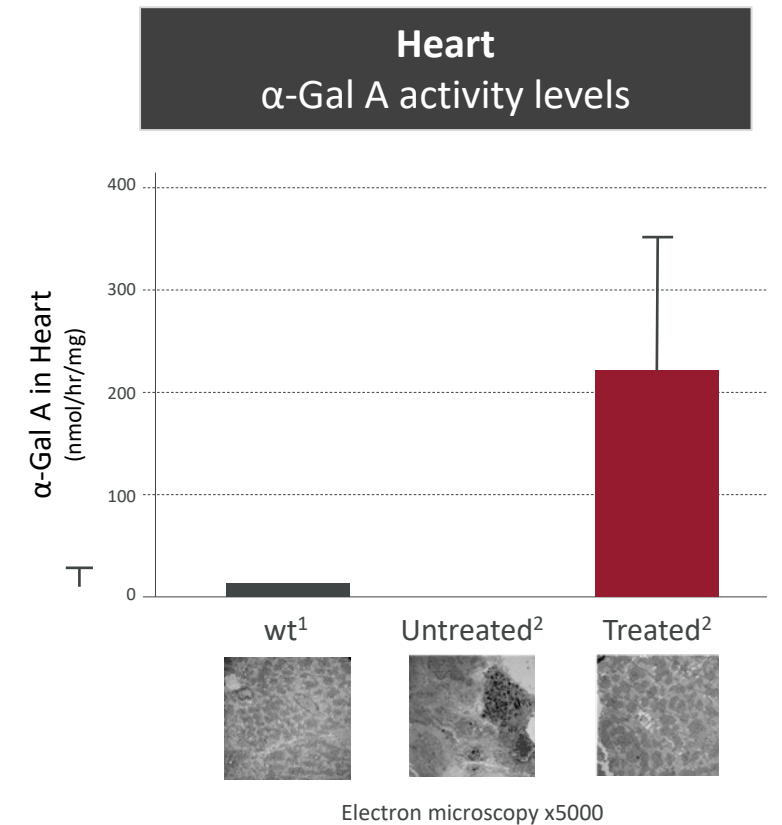 Heart
α-Gal A activity levels
α-Gal A in Heart
(nmol/hr/mg)
400
300
200
100
0
wt¹
Untreated²
Treated²
Electron microscopy x5000